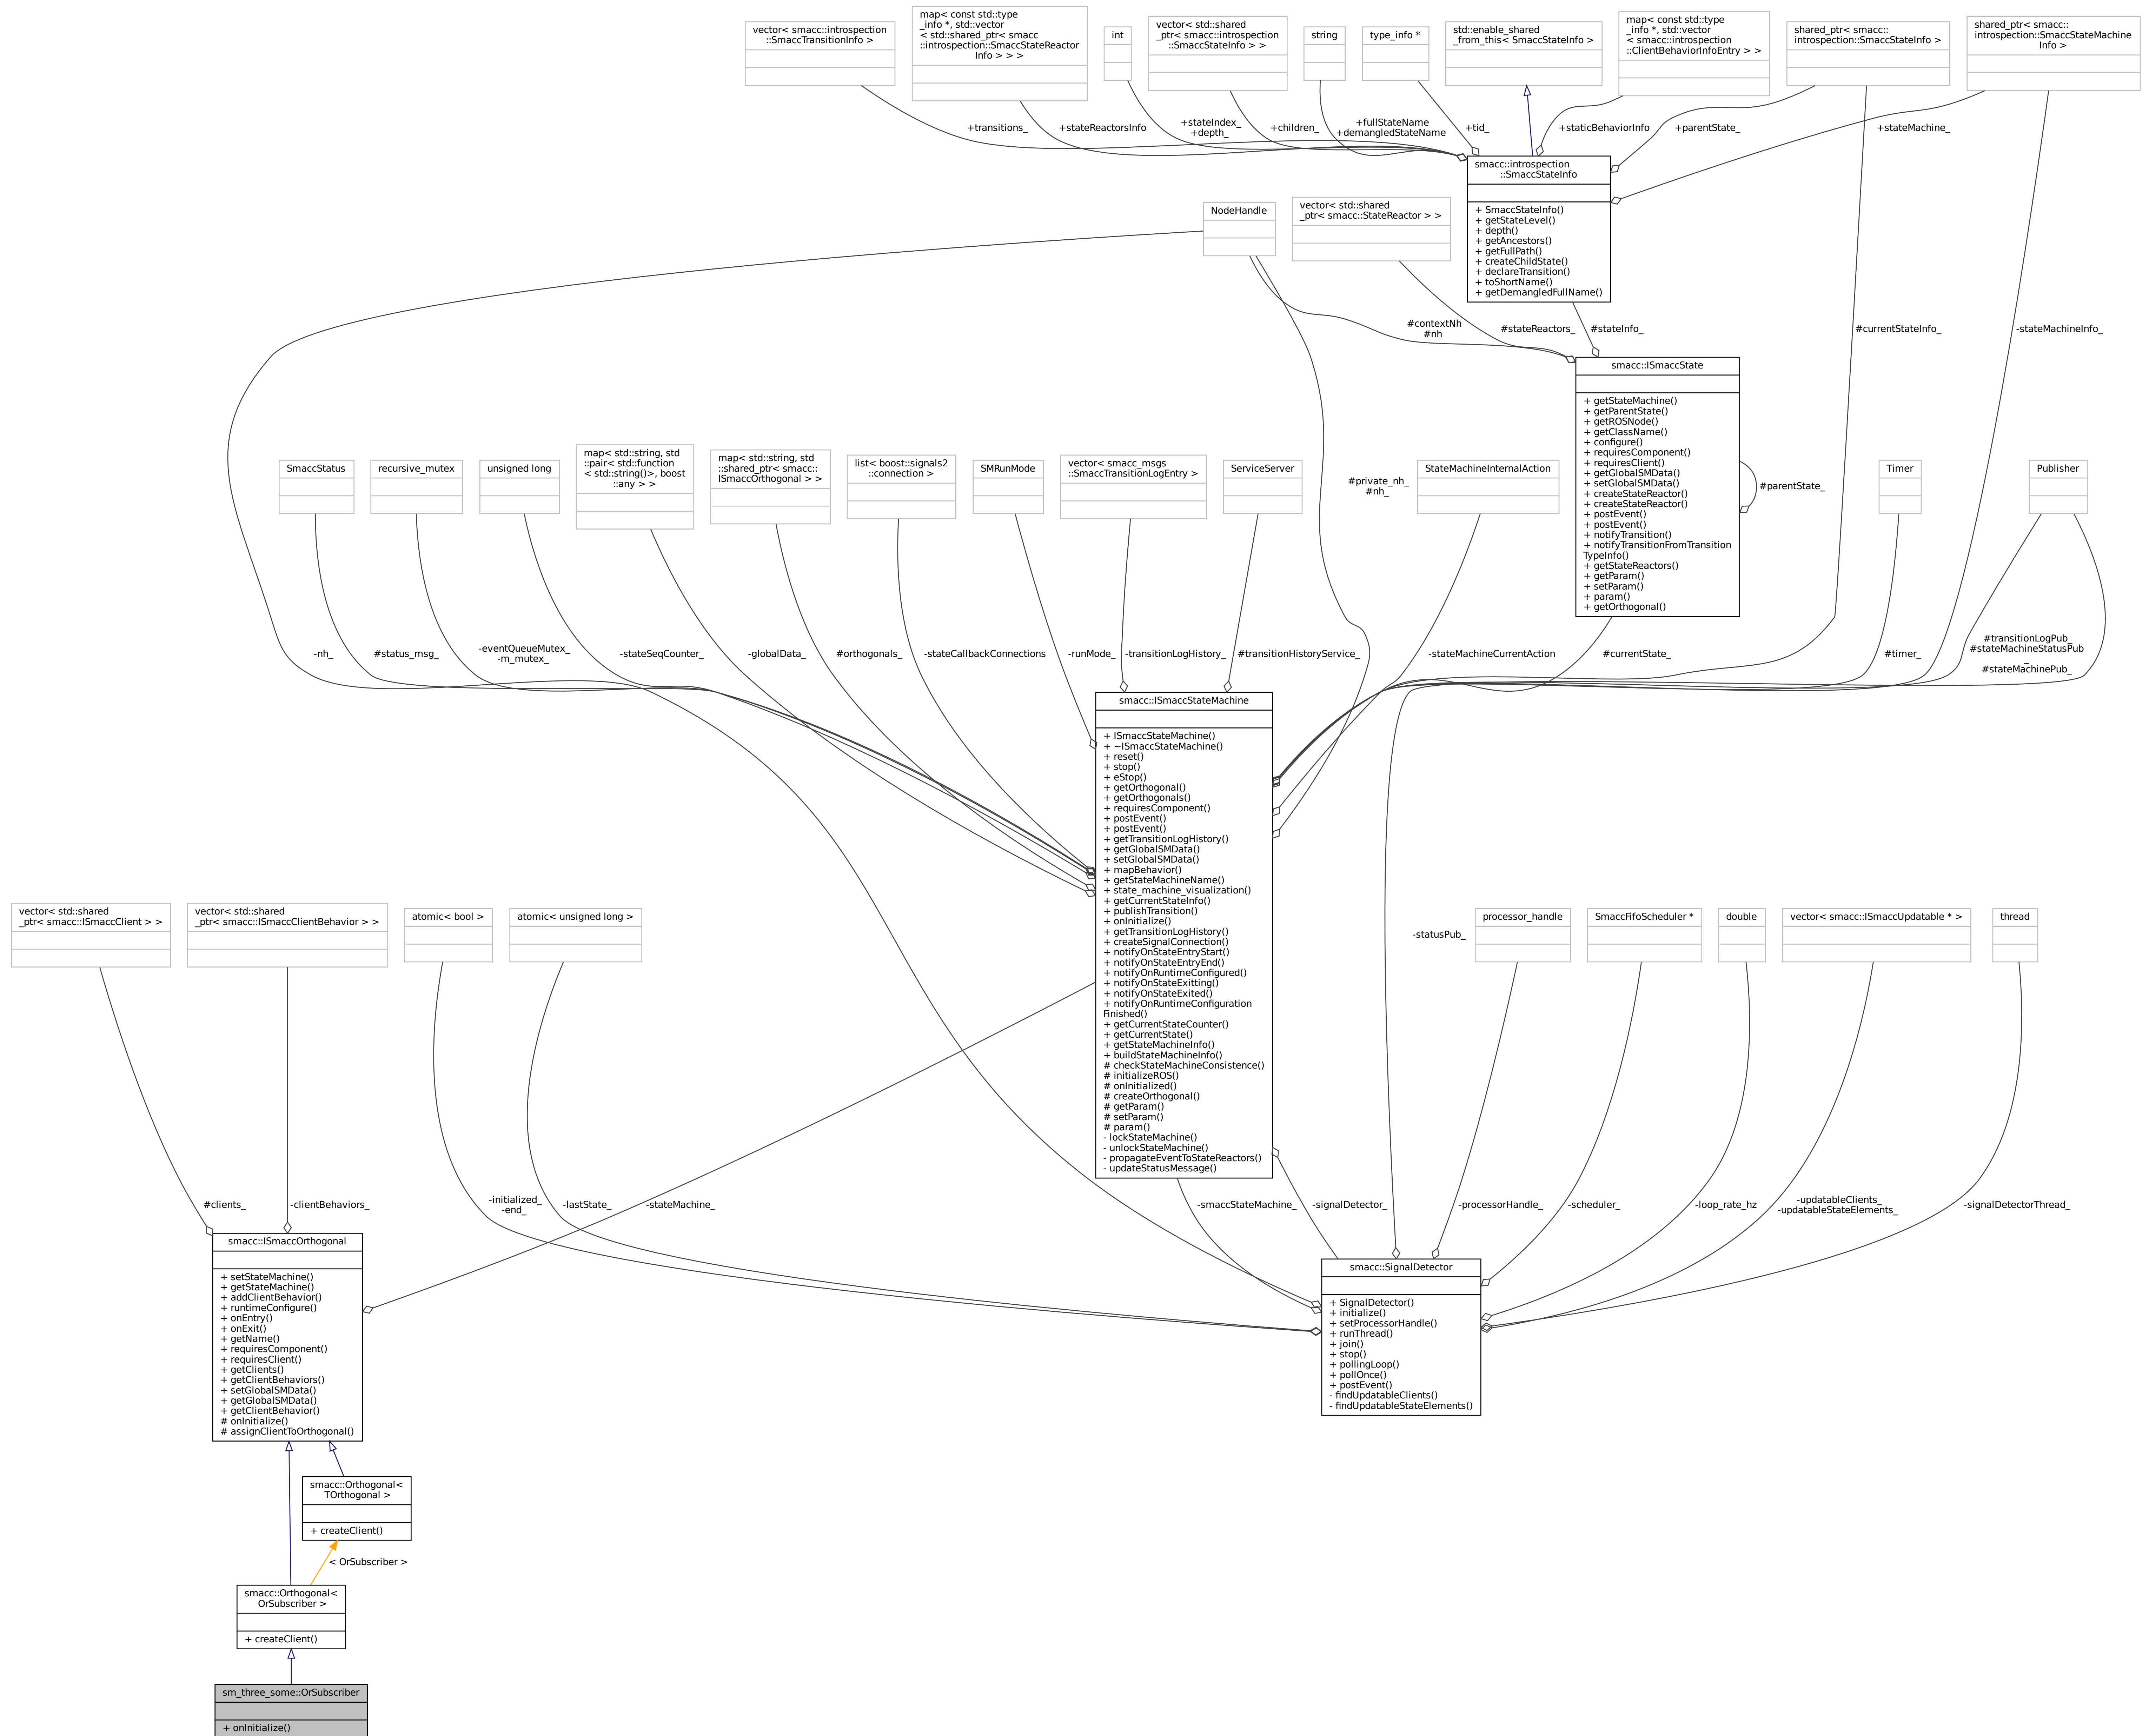 vector< smacc::introspection
::SmaccTransitionInfo >
map< const std::type
_info *, std::vector
< std::shared_ptr< smacc
::introspection::SmaccStateReactor
Info > > >
int
vector< std::shared
_ptr< smacc::introspection
::SmaccStateInfo > >
string
type_info *
std::enable_shared
_from_this< SmaccStateInfo >
map< const std::type
_info *, std::vector
< smacc::introspection
::ClientBehaviorInfoEntry > >
shared_ptr< smacc::
introspection::SmaccStateInfo >
shared_ptr< smacc::
introspection::SmaccStateMachine
Info >
+transitions_
+stateReactorsInfo
+stateIndex_
+depth_
+children_
+fullStateName
+demangledStateName
+tid_
+staticBehaviorInfo
+parentState_
+stateMachine_
smacc::introspection
::SmaccStateInfo
+ SmaccStateInfo()
+ getStateLevel()
+ depth()
+ getAncestors()
+ getFullPath()
+ createChildState()
+ declareTransition()
+ toShortName()
+ getDemangledFullName()
NodeHandle
vector< std::shared
_ptr< smacc::StateReactor > >
#contextNh
#nh
#stateReactors_
#stateInfo_
#currentStateInfo_
-stateMachineInfo_
smacc::ISmaccState
+ getStateMachine()
+ getParentState()
+ getROSNode()
+ getClassName()
+ configure()
+ requiresComponent()
+ requiresClient()
+ getGlobalSMData()
+ setGlobalSMData()
+ createStateReactor()
+ createStateReactor()
+ postEvent()
+ postEvent()
+ notifyTransition()
+ notifyTransitionFromTransition
TypeInfo()
+ getStateReactors()
+ getParam()
+ setParam()
+ param()
+ getOrthogonal()
#parentState_
SmaccStatus
recursive_mutex
unsigned long
map< std::string, std
::pair< std::function
< std::string()>, boost
::any > >
map< std::string, std
::shared_ptr< smacc::
ISmaccOrthogonal > >
list< boost::signals2
::connection >
SMRunMode
vector< smacc_msgs
::SmaccTransitionLogEntry >
ServiceServer
#private_nh_
#nh_
StateMachineInternalAction
Timer
Publisher
-nh_
#status_msg_
-eventQueueMutex_
-m_mutex_
-stateSeqCounter_
-globalData_
#orthogonals_
-stateCallbackConnections
-runMode_
-transitionLogHistory_
#transitionHistoryService_
-stateMachineCurrentAction
#currentState_
#timer_
#transitionLogPub_
#stateMachineStatusPub
_
#stateMachinePub_
smacc::ISmaccStateMachine
+ ISmaccStateMachine()
+ ~ISmaccStateMachine()
+ reset()
+ stop()
+ eStop()
+ getOrthogonal()
+ getOrthogonals()
+ requiresComponent()
+ postEvent()
+ postEvent()
+ getTransitionLogHistory()
+ getGlobalSMData()
+ setGlobalSMData()
+ mapBehavior()
+ getStateMachineName()
+ state_machine_visualization()
+ getCurrentStateInfo()
+ publishTransition()
+ onInitialize()
+ getTransitionLogHistory()
+ createSignalConnection()
+ notifyOnStateEntryStart()
+ notifyOnStateEntryEnd()
+ notifyOnRuntimeConfigured()
+ notifyOnStateExitting()
+ notifyOnStateExited()
+ notifyOnRuntimeConfiguration
Finished()
+ getCurrentStateCounter()
+ getCurrentState()
+ getStateMachineInfo()
+ buildStateMachineInfo()
# checkStateMachineConsistence()
# initializeROS()
# onInitialized()
# createOrthogonal()
# getParam()
# setParam()
# param()
- lockStateMachine()
- unlockStateMachine()
- propagateEventToStateReactors()
- updateStatusMessage()
vector< std::shared
_ptr< smacc::ISmaccClient > >
vector< std::shared
_ptr< smacc::ISmaccClientBehavior > >
atomic< bool >
atomic< unsigned long >
-statusPub_
processor_handle
SmaccFifoScheduler *
double
vector< smacc::ISmaccUpdatable * >
thread
#clients_
-clientBehaviors_
-initialized_
-end_
-lastState_
-stateMachine_
-smaccStateMachine_
-signalDetector_
-processorHandle_
-scheduler_
-loop_rate_hz
-updatableClients_
-updatableStateElements_
-signalDetectorThread_
smacc::ISmaccOrthogonal
+ setStateMachine()
+ getStateMachine()
+ addClientBehavior()
+ runtimeConfigure()
+ onEntry()
+ onExit()
+ getName()
+ requiresComponent()
+ requiresClient()
+ getClients()
+ getClientBehaviors()
+ setGlobalSMData()
+ getGlobalSMData()
+ getClientBehavior()
# onInitialize()
# assignClientToOrthogonal()
smacc::SignalDetector
+ SignalDetector()
+ initialize()
+ setProcessorHandle()
+ runThread()
+ join()
+ stop()
+ pollingLoop()
+ pollOnce()
+ postEvent()
- findUpdatableClients()
- findUpdatableStateElements()
smacc::Orthogonal<
TOrthogonal >
+ createClient()
< OrSubscriber >
smacc::Orthogonal<
OrSubscriber >
+ createClient()
sm_three_some::OrSubscriber
+ onInitialize()